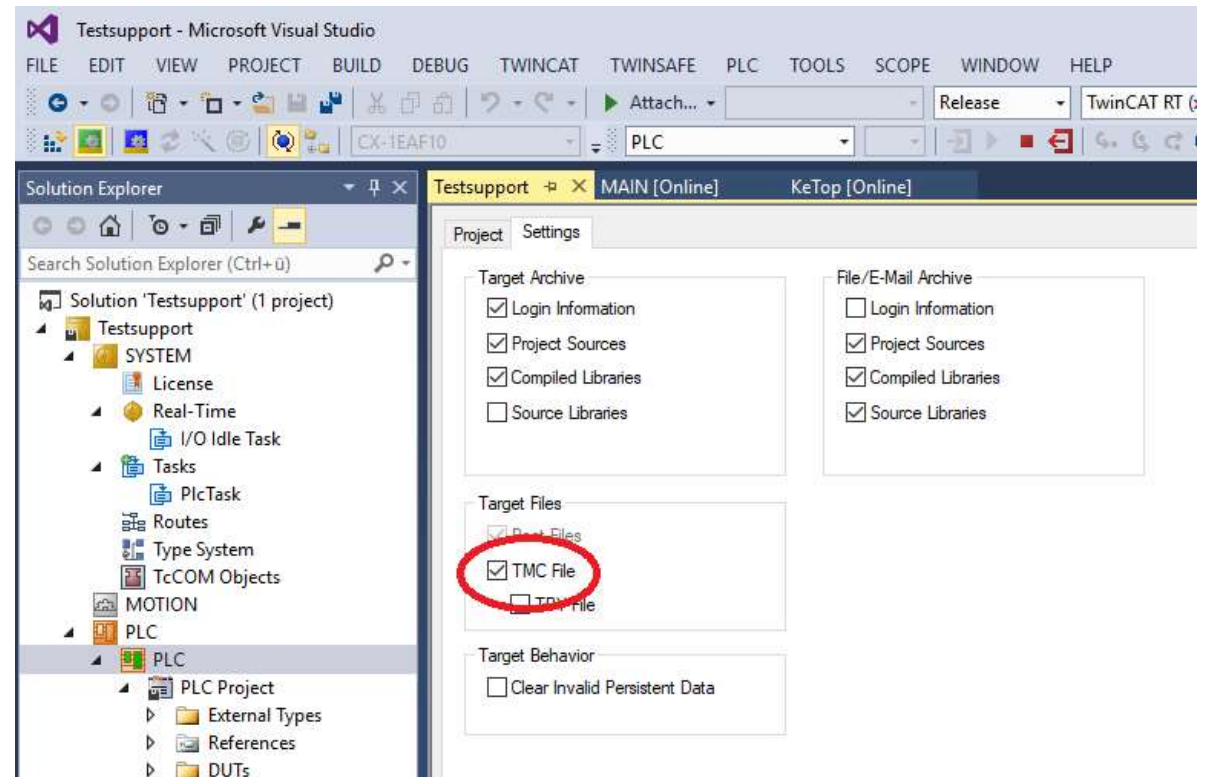 Testsupport - Microsoft Visual Studio
FILE EDIT VIEW PROJECT BUILD DEBUG TWINCAT TWINSAFE PLC TOOLS SCOPE WINDOW HELP
Attach... Release TwinCAT RT (
CX-1EAF10 PLC
Solution Explorer
Testsupport MAIN [Online] KeTop [Online]
Project Settings
Search Solution Explorer (Ctrl+ü)
Target Archive File/E-Mail Archive
Solution 'Testsupport' (1 project)
Login Information Login Information
Testsupport
Project Sources Project Sources
SYSTEM
Compiled Libraries Compiled Libraries
License
Source Libraries Source Libraries
Real-Time
I/O Idle Task
Tasks
PlcTask
Target Files
Routes
Files
Type System
TMC File
TcCOM Objects
File
MOTION
PLC
PLC
Target Behavior
PLC Project
Clear Invalid Persistent Data
External Types
References
DUTs